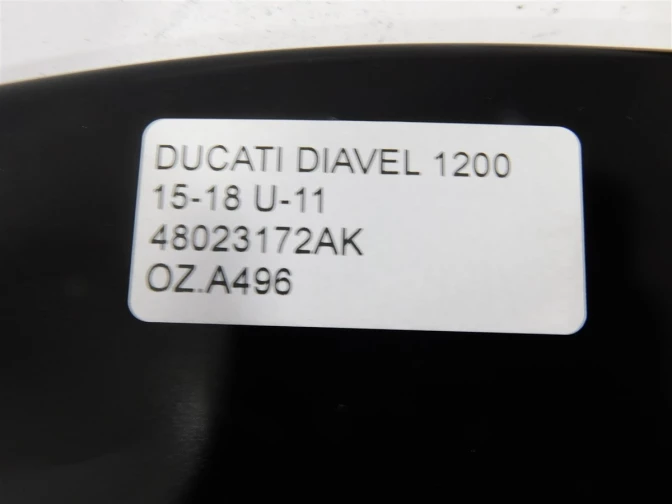 DUCATI DIAVEL 1200
15-18 U-11
48023172AK
OZ.A496